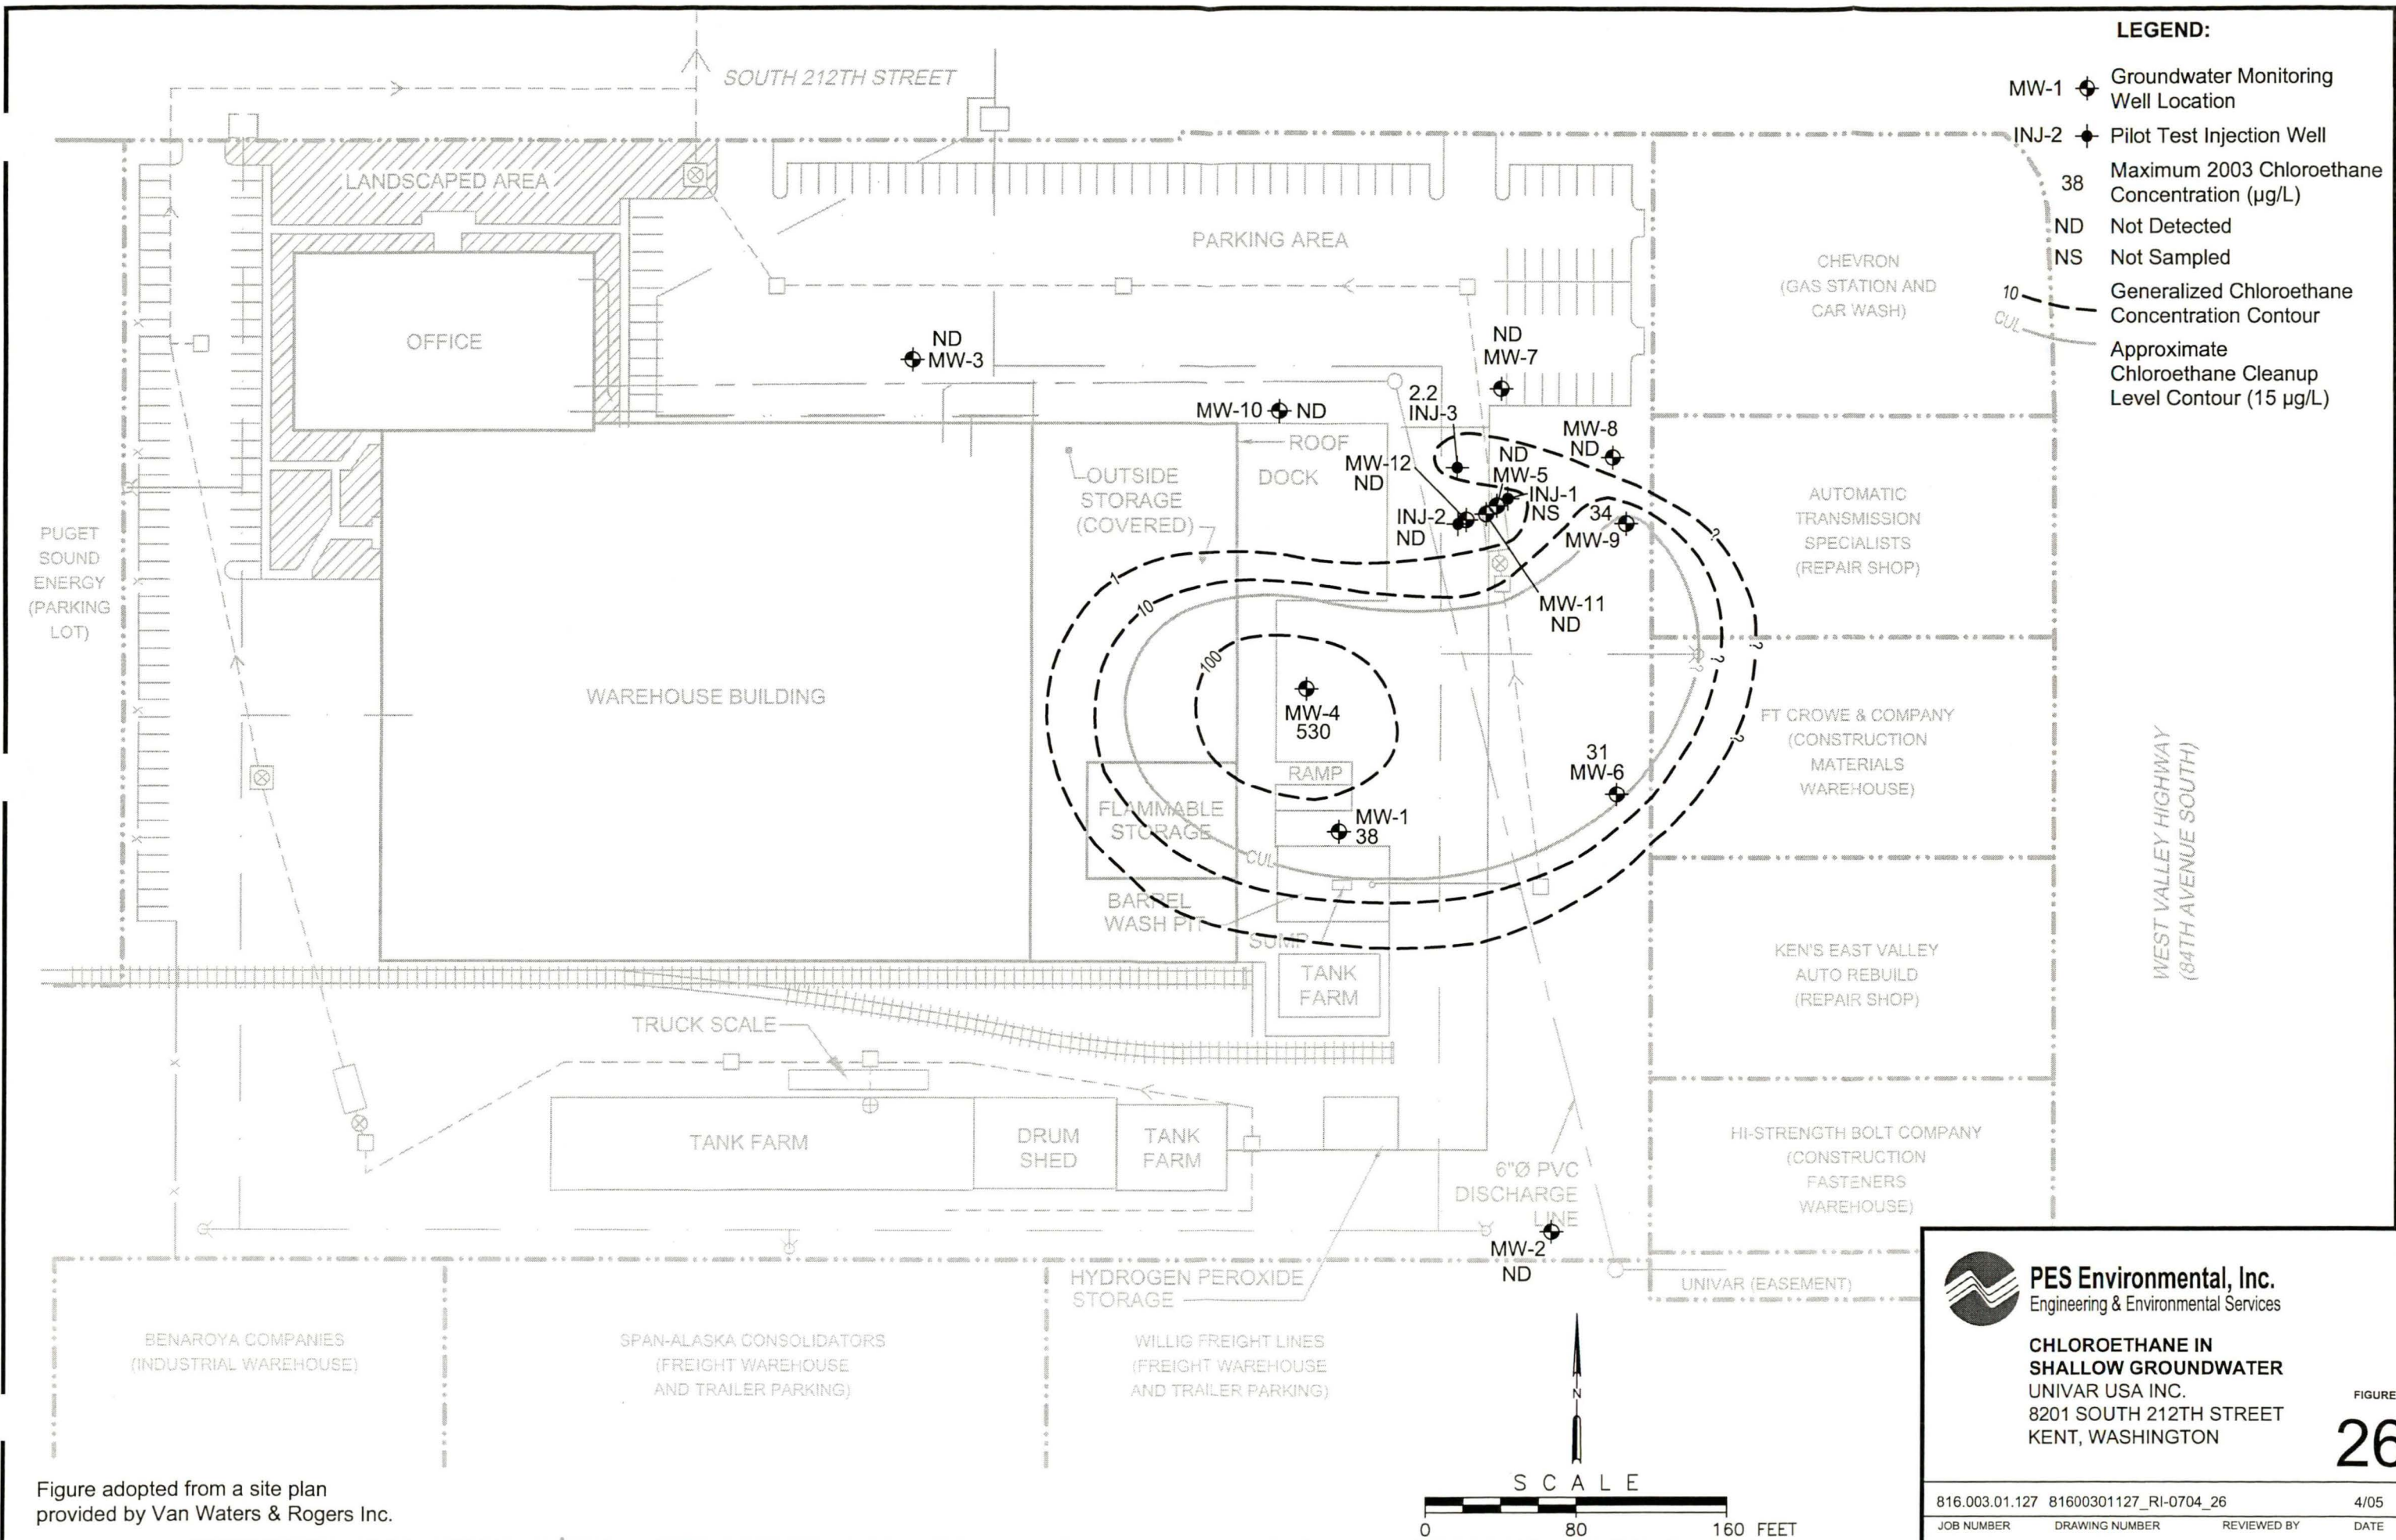 LEGEND:
MW-1 Groundwater Monitoring
Well Location
INJ-2 Pilot Test Injection Well
38 Maximum 2003 Chloroethane
Concentration (µg/L)
ND Not Detected
NS Not Sampled
10 Generalized Chloroethane
Concentration Contour
CUL Approximate
Chloroethane Cleanup
Level Contour (15 µg/L)
SOUTH 212TH STREET
LANDSCAPED AREA
PARKING AREA
OFFICE
ND
MW-3
MW-10 ND
ND
MW-7
2.2
INJ-3
MW-8
ND
ROOF
DOCK
MW-12
ND
ND
MW-5
INJ-1
NS
INJ-2
ND
34
MW-9
MW-11
ND
OUTSIDE
STORAGE
(COVERED)
PUGET
SOUND
ENERGY
(PARKING
LOT)
WAREHOUSE BUILDING
1
10
100
CUL
?
?
?
?
?
MW-4
530
RAMP
31
MW-6
MW-1
38
FLAMMABLE
STORAGE
BARREL
WASH PIT
SUMP
TANK
FARM
TRUCK SCALE
TANK FARM
DRUM
SHED
TANK
FARM
6"Ø PVC
DISCHARGE
LINE
MW-2
ND
HYDROGEN PEROXIDE
STORAGE
CHEVRON
(GAS STATION AND
CAR WASH)
AUTOMATIC
TRANSMISSION
SPECIALISTS
(REPAIR SHOP)
FT CROWE & COMPANY
(CONSTRUCTION
MATERIALS
WAREHOUSE)
KEN'S EAST VALLEY
AUTO REBUILD
(REPAIR SHOP)
HI-STRENGTH BOLT COMPANY
(CONSTRUCTION
FASTENERS
WAREHOUSE)
UNIVAR (EASEMENT)
WEST VALLEY HIGHWAY
(84TH AVENUE SOUTH)
BENAROYA COMPANIES
(INDUSTRIAL WAREHOUSE)
SPAN-ALASKA CONSOLIDATORS
(FREIGHT WAREHOUSE
AND TRAILER PARKING)
WILLIG FREIGHT LINES
(FREIGHT WAREHOUSE
AND TRAILER PARKING)
N
SCALE
0 80 160 FEET
Figure adopted from a site plan
provided by Van Waters & Rogers Inc.
PES Environmental, Inc.
Engineering & Environmental Services
CHLOROETHANE IN
SHALLOW GROUNDWATER
UNIVAR USA INC.
8201 SOUTH 212TH STREET
KENT, WASHINGTON
FIGURE
26
816.003.01.127 81600301127_RI-0704_26 4/05
JOB NUMBER DRAWING NUMBER REVIEWED BY DATE